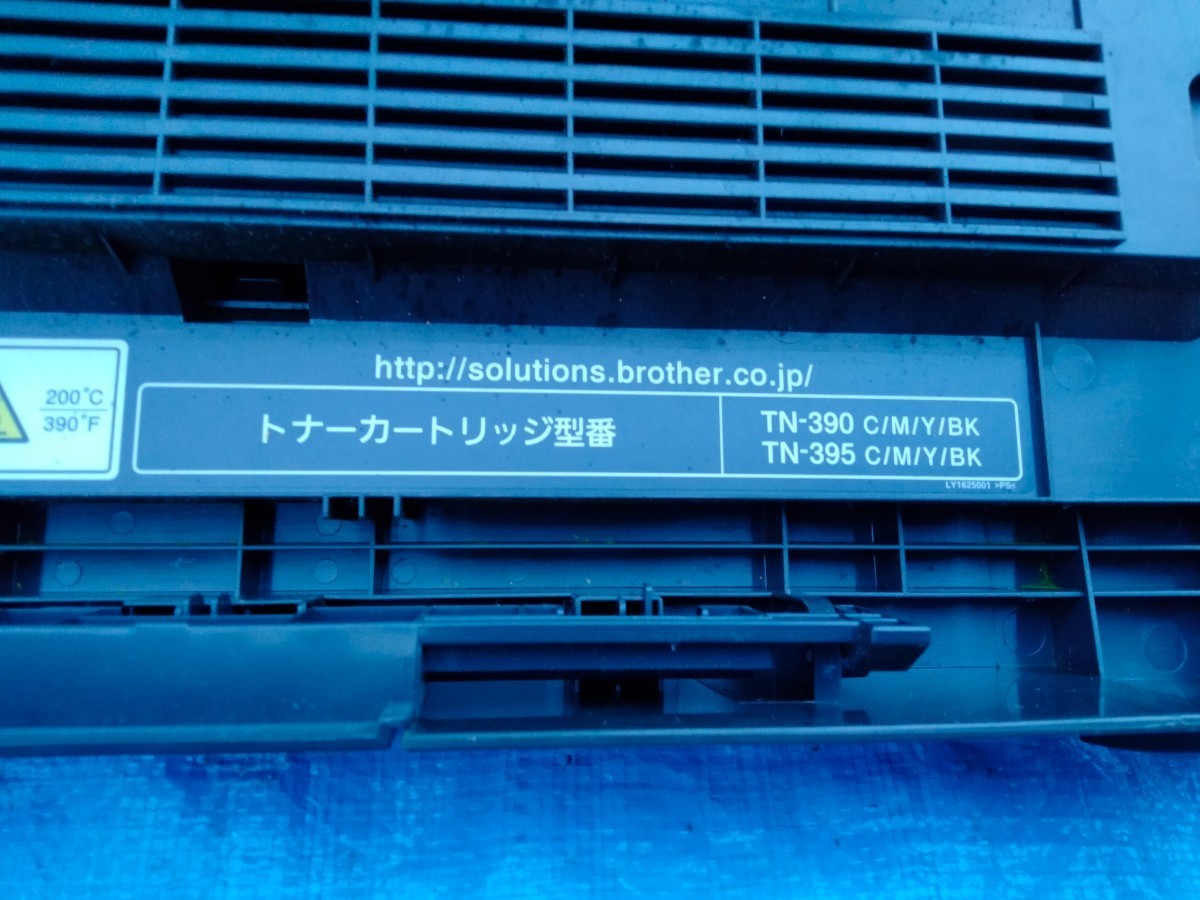 http://solutions.brother.co.jp/
200°C
390°F
トナーカートリッジ型番
TN-390 C/M/Y/BK
TN-395 C/M/Y/BK
LY1625001 >PS<